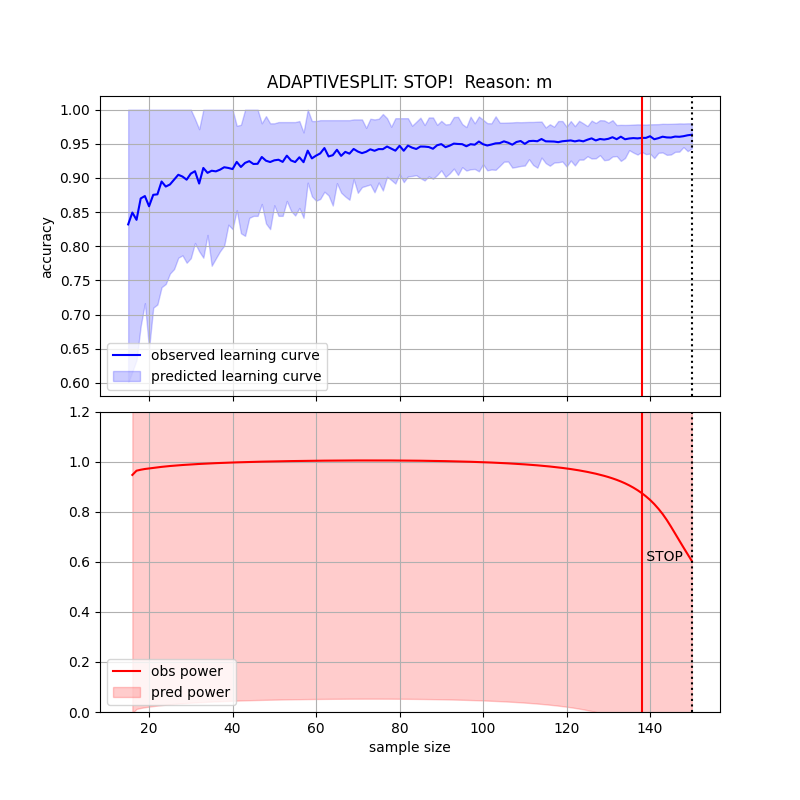 ADAPTIVESPLIT: STOP!  Reason: m
1.00
0.95
0.90
0.85
0.80
0.75
0.70
0.65
0.60
accuracy
observed learning curve
predicted learning curve
1.2
1.0
0.8
0.6
0.4
0.2
0.0
STOP
obs power
pred power
20 40 60 80 100 120 140
sample size